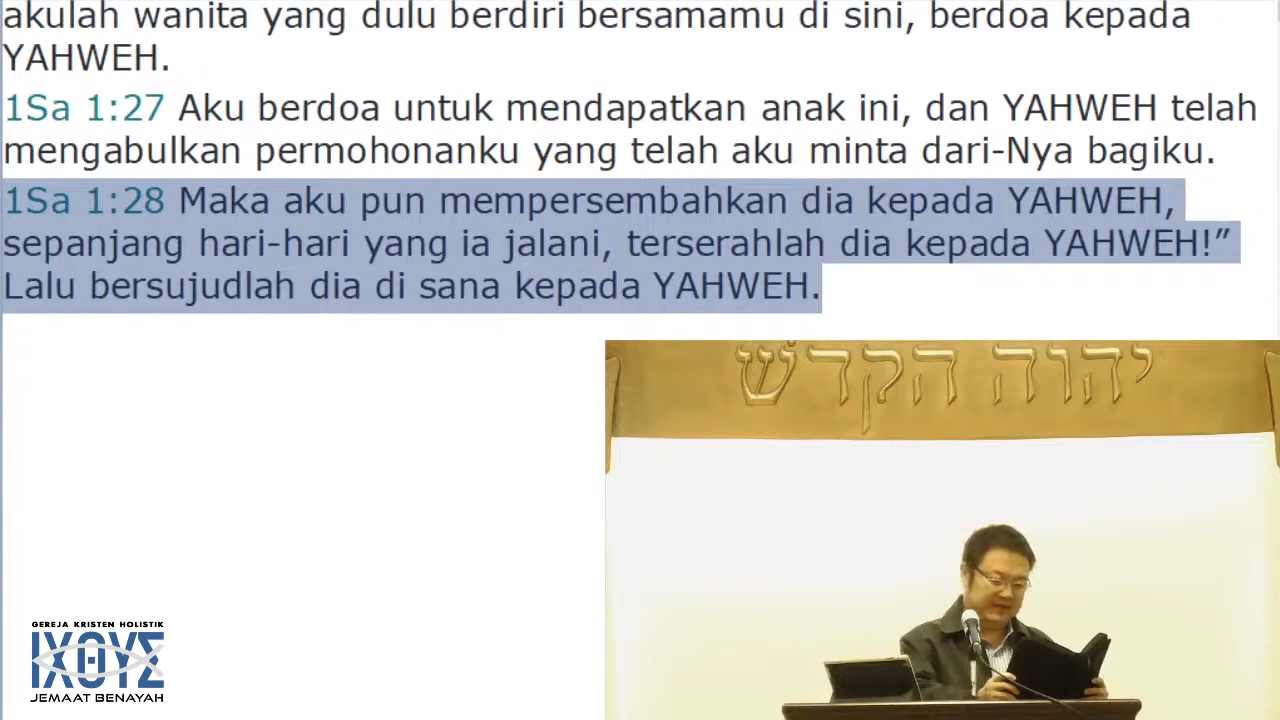 akulah wanita yang dulu berdiri bersamamu di sini, berdoa kepada
YAHWEH.
1Sa 1:27 Aku berdoa untuk mendapatkan anak ini, dan YAHWEH telah
mengabulkan permohonanku yang telah aku minta dari-Nya bagiku.
1Sa 1:28 Maka aku pun mempersembahkan dia kepada YAHWEH,
sepanjang hari-hari yang ia jalani, terserahlah dia kepada YAHWEH!”
Lalu bersujudlah dia di sana kepada YAHWEH.
יהוה הקדשׁ
GEREJA KRISTEN HOLISTIK
ΙΧΘΥΣ
JEMAAT BENAYAH